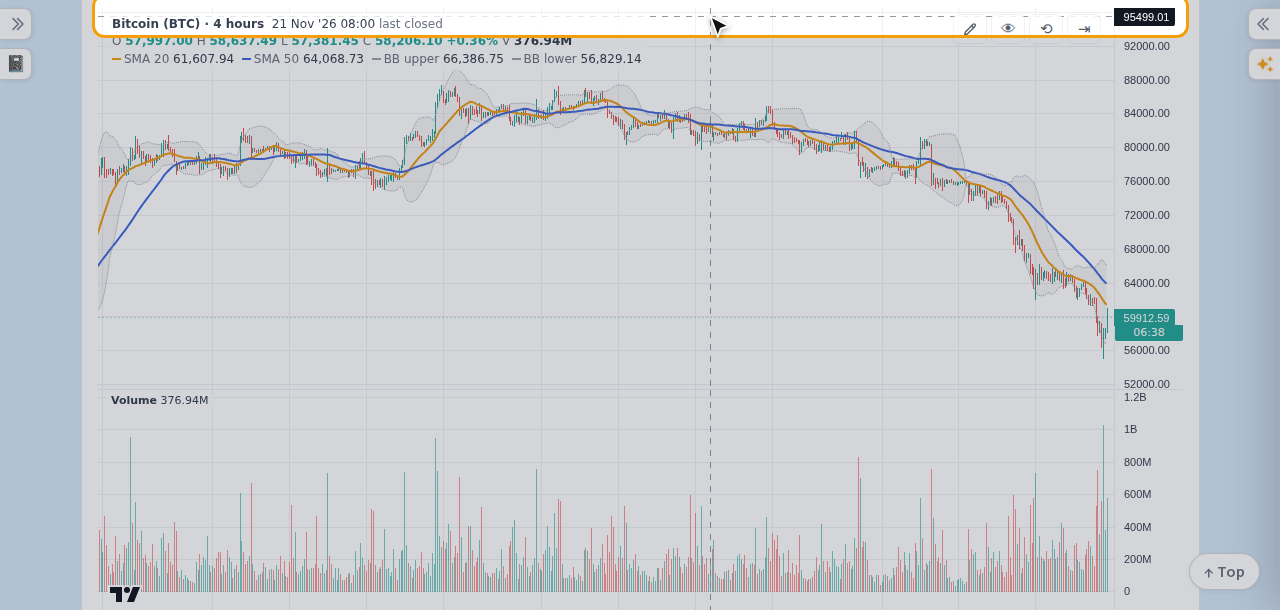 Bitcoin (BTC) · 4 hours 21 Nov '26 08:00 last closed
O 57,997.00 H 58,637.49 L 57,381.45 C 58,206.10 +0.36% V 376.94M
SMA 20 61,607.94 SMA 50 64,068.73 BB upper 66,386.75 BB lower 56,829.14
95499.01
92000.00
88000.00
84000.00
80000.00
76000.00
72000.00
68000.00
64000.00
59912.59
06:38
56000.00
52000.00
Volume 376.94M
1.2B
1B
800M
600M
400M
200M
0
↑ Top